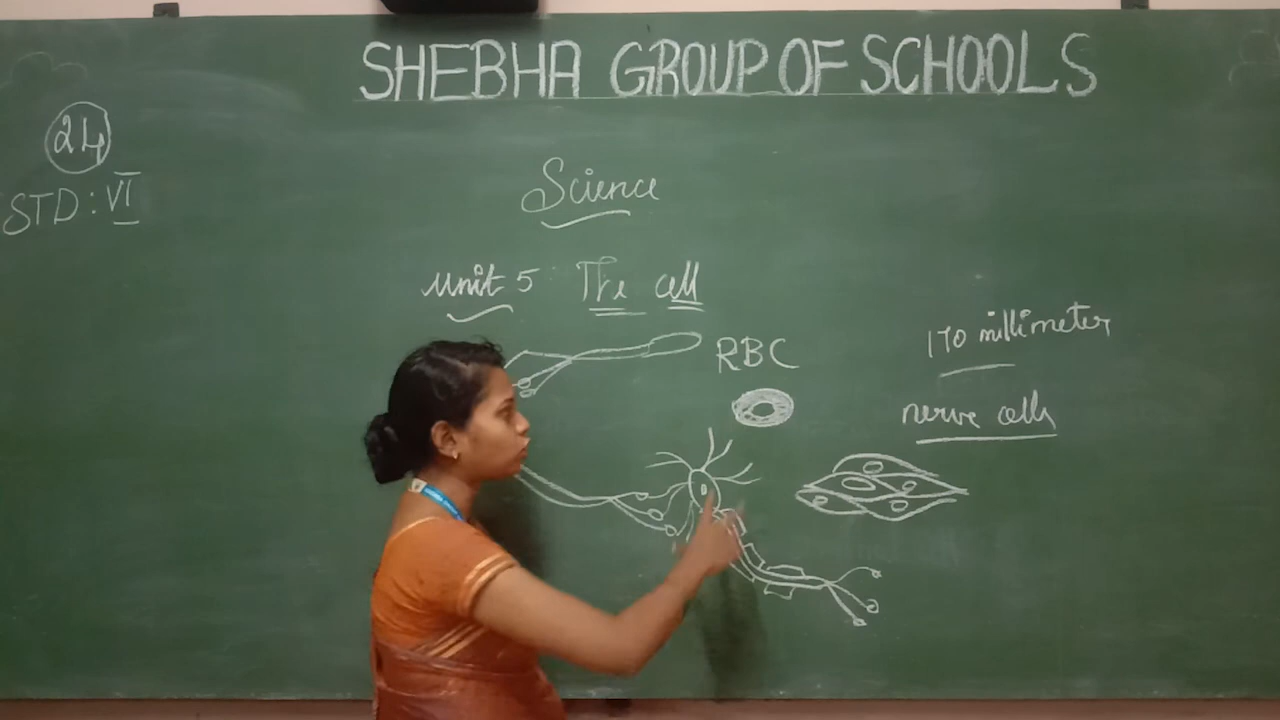 SHEBHA GROUP OF SCHOOLS
24
STD : VI
Science
Unit 5 : The cell
RBC
170 millimeter
nerve cells